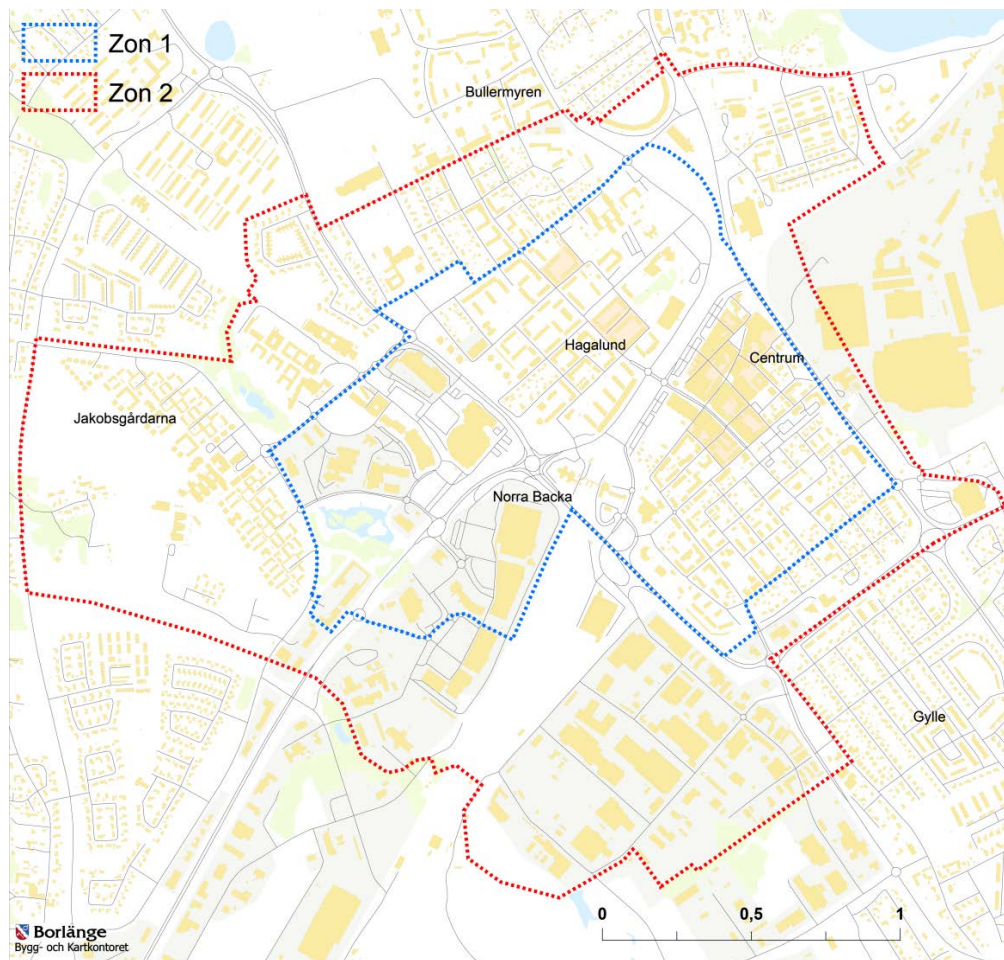 Zon 1
Zon 2
Bullermyren
Hagalund
Centrum
Jakobsgårdarna
Norra Backa
Gylle
0 0,5 1
Borlänge
Bygg- och Kartkontoret